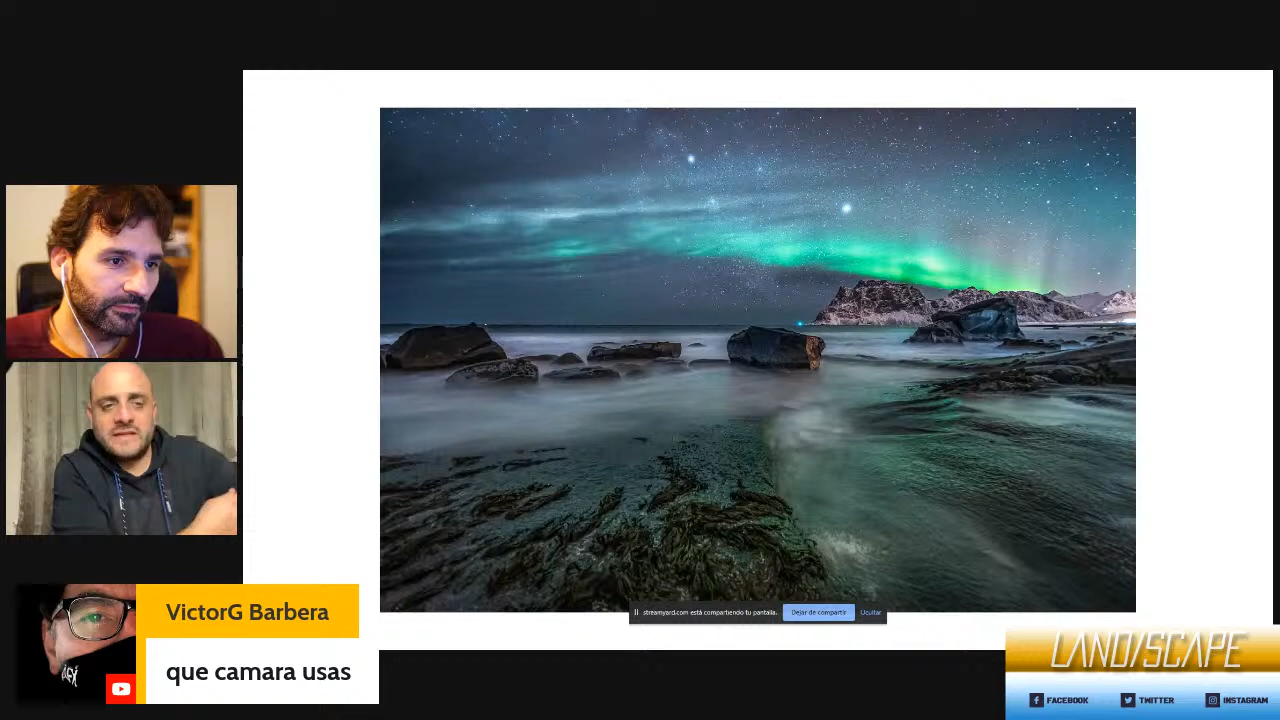 streamyard.com está compartiendo tu pantalla.
Dejar de compartir
Ocultar
VictorG Barbera
que camara usas
LAND/SCAPE
FACEBOOK
TWITTER
INSTAGRAM